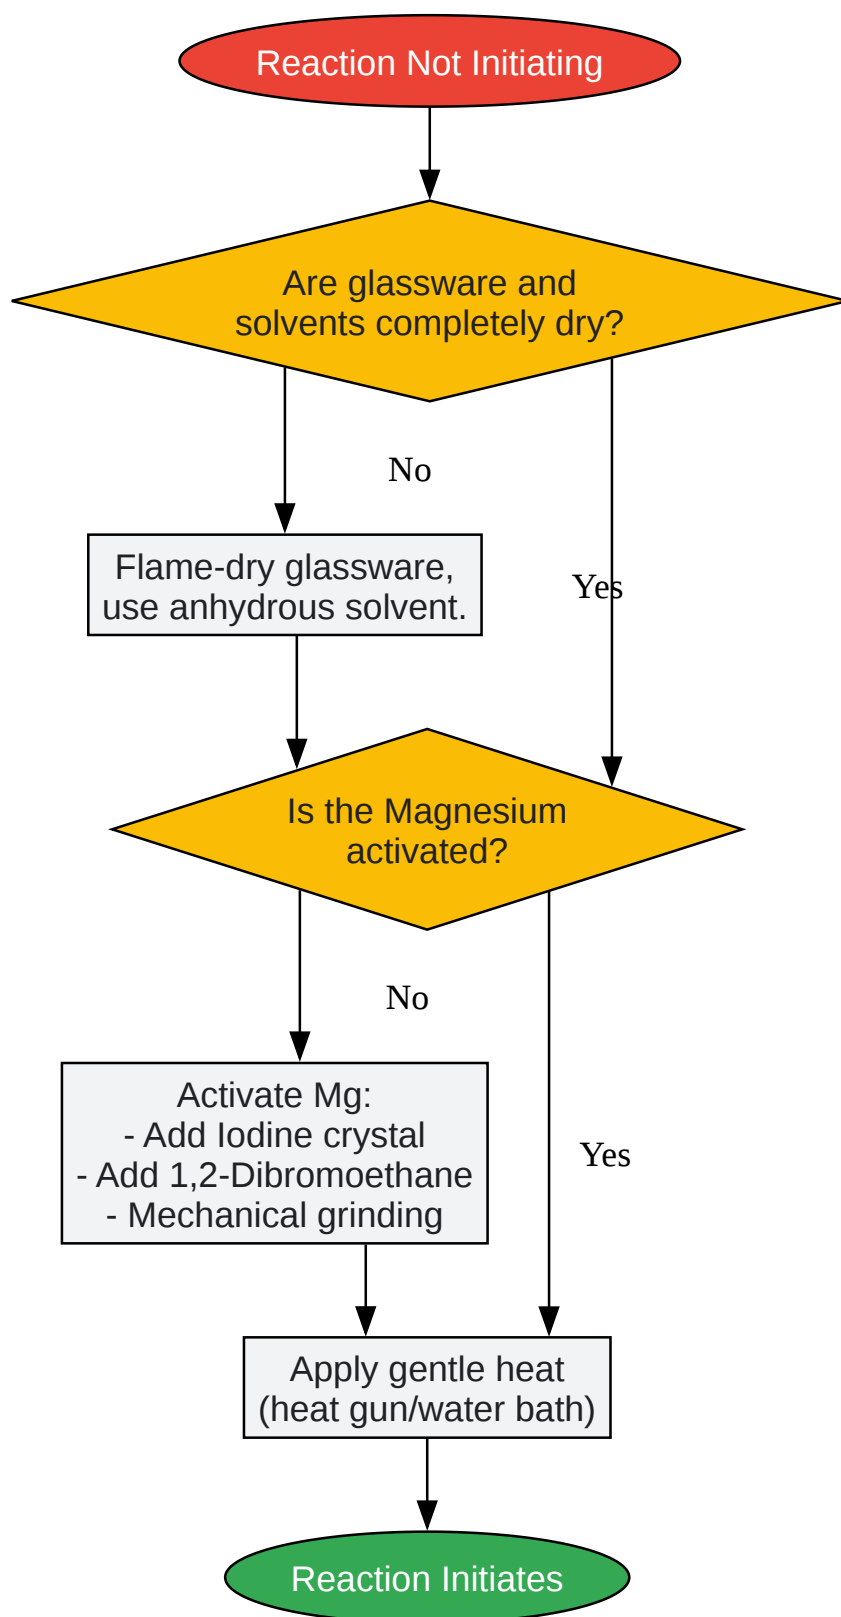 Reaction Not Initiating
Are glassware and
solvents completely dry?
No
Flame-dry glassware,
use anhydrous solvent.
Yes
Is the Magnesium
activated?
No
Activate Mg:
- Add Iodine crystal
- Add 1,2-Dibromoethane
- Mechanical grinding
Yes
Apply gentle heat
(heat gun/water bath)
Reaction Initiates